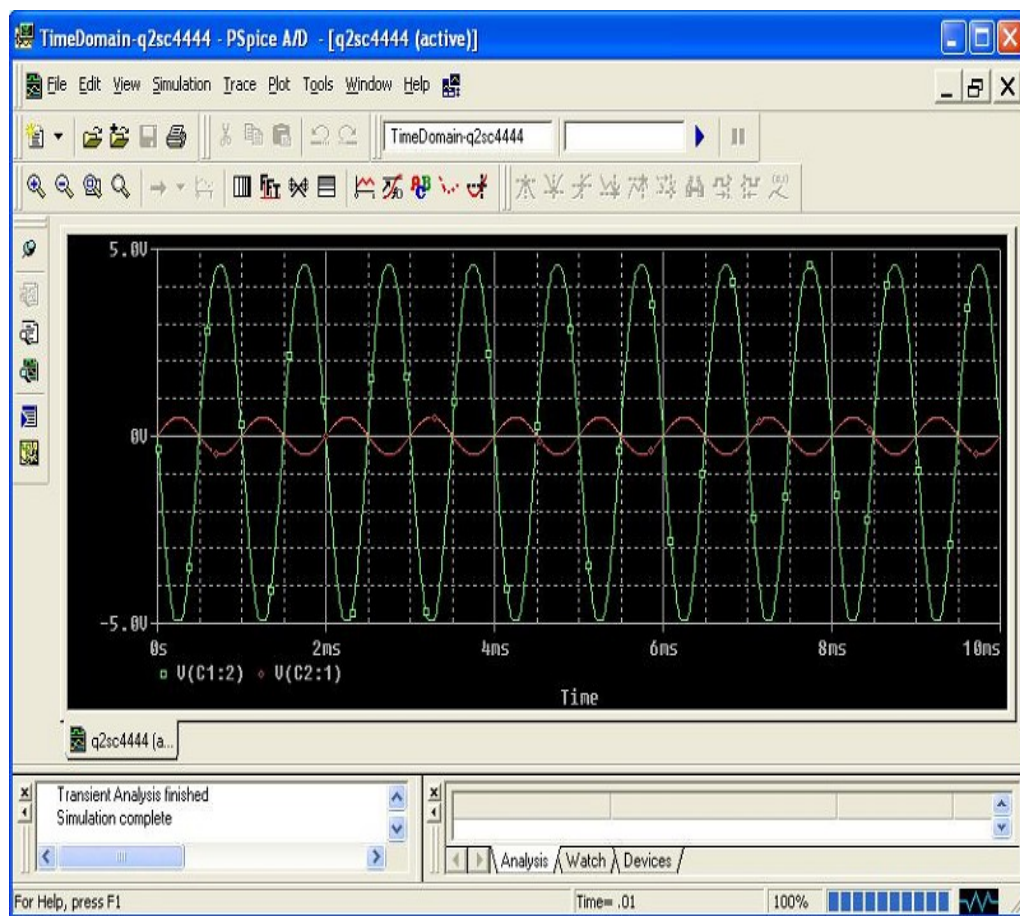 TimeDomain-q2sc4444 - PSpice A/D - [q2sc4444 (active)]
File Edit View Simulation Trace Plot Tools Window Help
TimeDomain-q2sc4444
5.0V
0V
-5.0V
0s 2ms 4ms 6ms 8ms 10ms
V(C1:2) V(C2:1)
Time
q2sc4444 (a...
Transient Analysis finished
Simulation complete
Analysis Watch Devices
For Help, press F1 Time= .01 100%